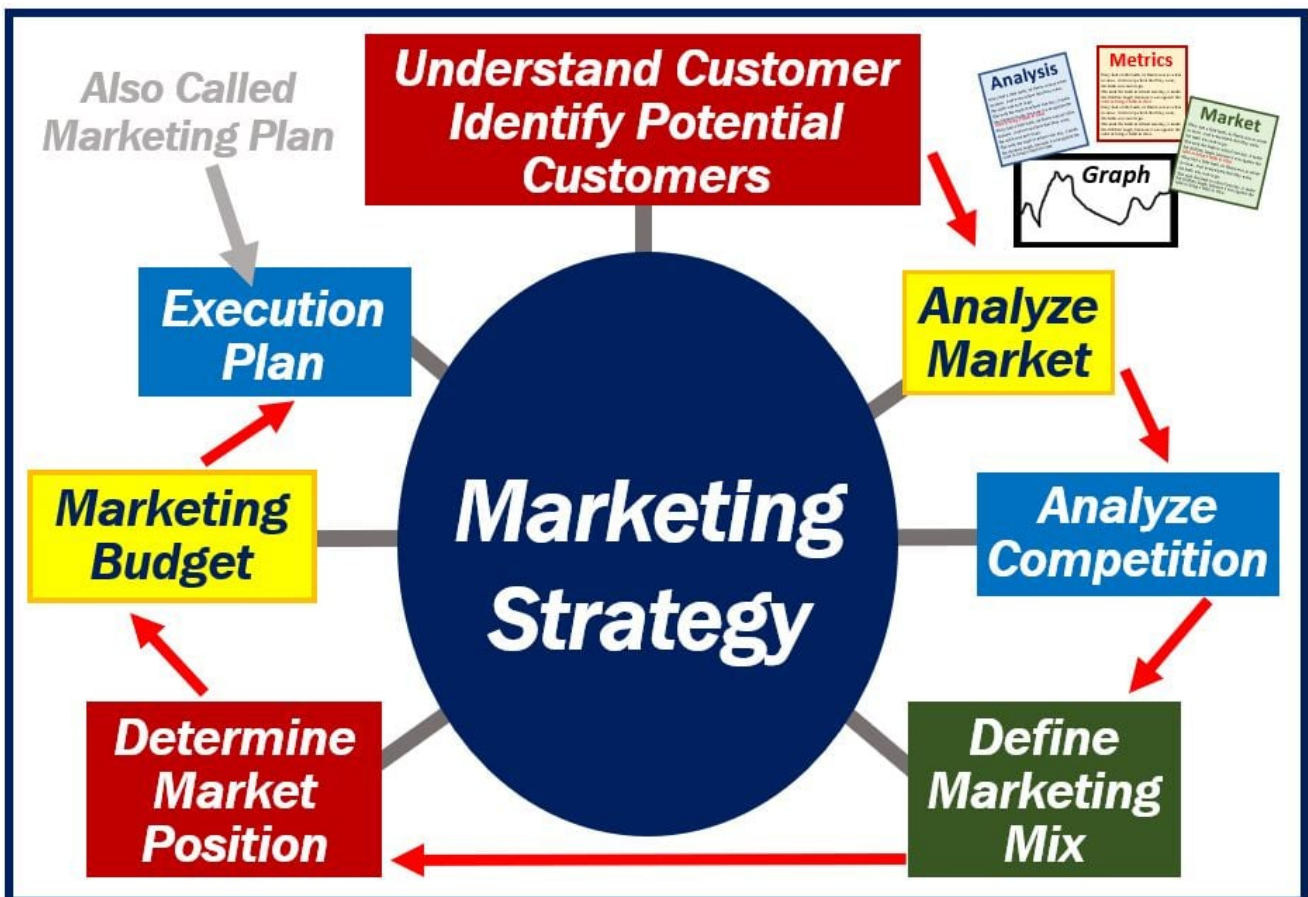 Also Called
Marketing Plan
Understand Customer
Identify Potential
Customers
Analysis
Metrics
Market
Graph
Execution
Plan
Analyze
Market
Marketing
Budget
Marketing
Strategy
Analyze
Competition
Determine
Market
Position
Define
Marketing
Mix